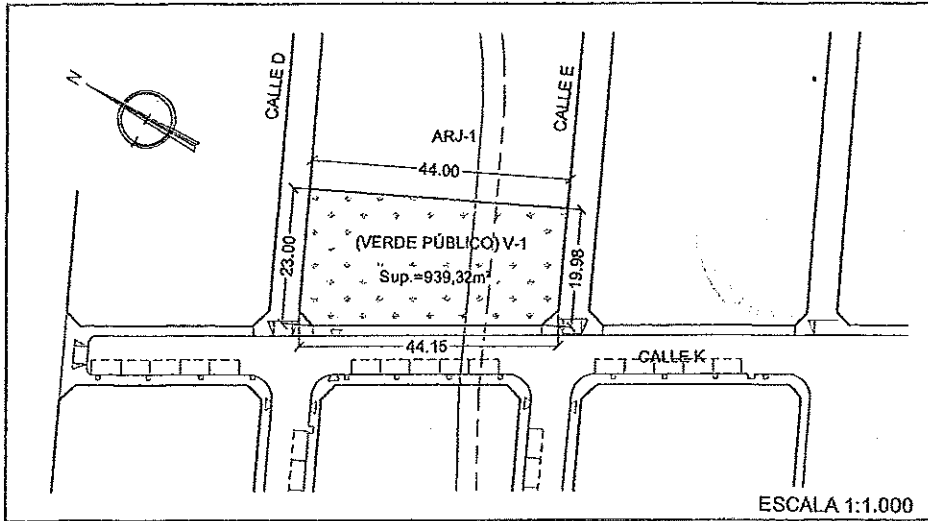 N
CALLE D
CALLE E
ARJ-1
44.00
23.00
(VERDE PÚBLICO) V-1
Sup.=939,32m²
19.98
44.15
CALLE K
ESCALA 1:1.000